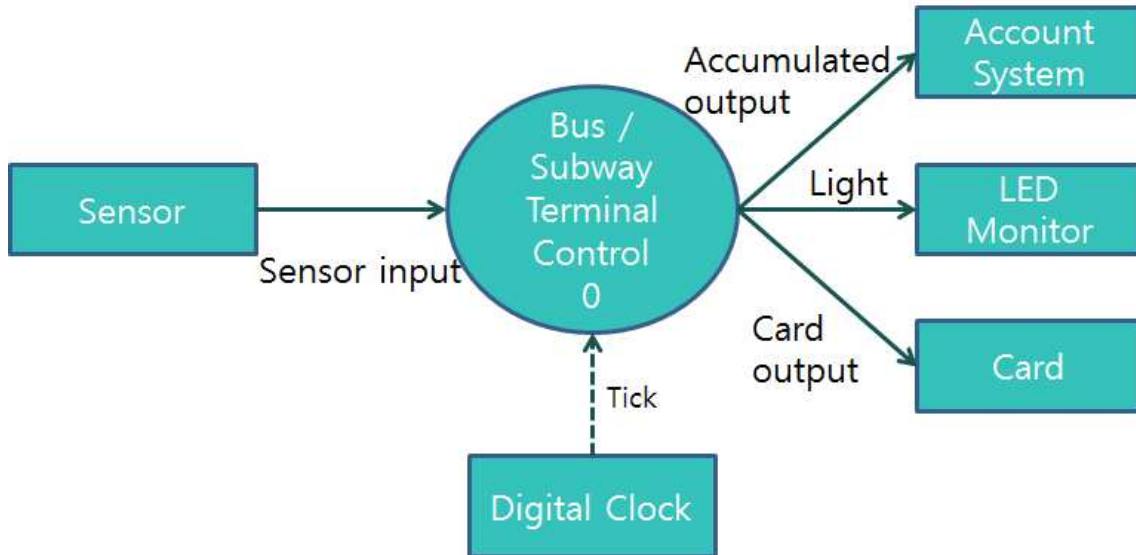 Sensor
Sensor input
Bus /
Subway
Terminal
Control
0
Tick
Digital Clock
Accumulated
output
Account
System
Light
LED
Monitor
Card
output
Card